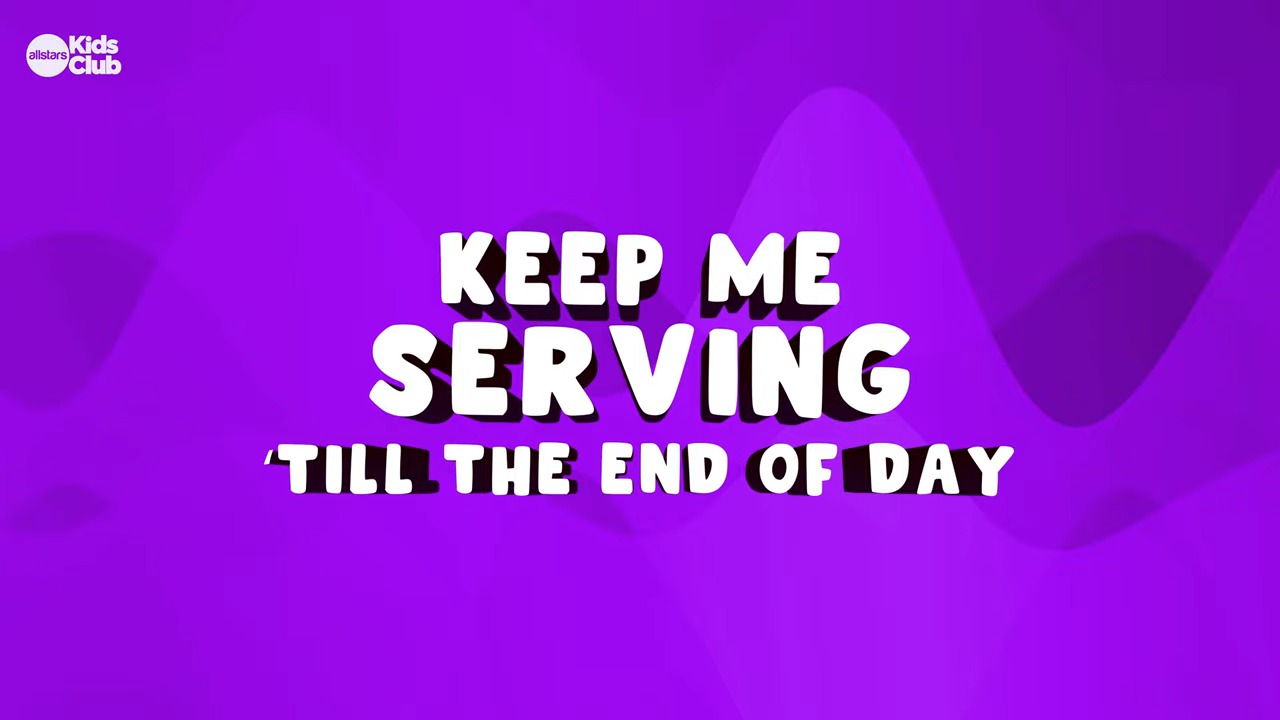 allstars
Kids
Club
KEEP ME
SERVING
'TILL THE END OF DAY